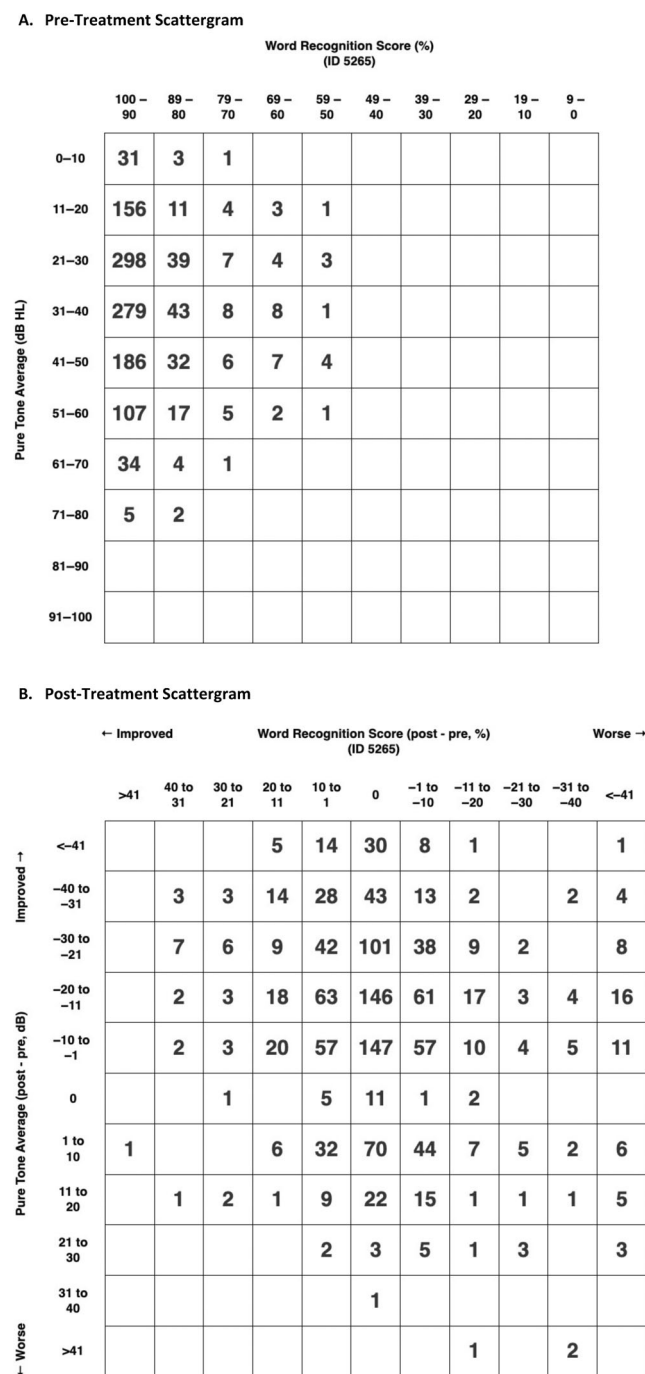 A. Pre-Treatment Scattergram
Word Recognition Score (%)
(ID 5265)
100 – 90 89 – 80 79 – 70 69 – 60 59 – 50 49 – 40 39 – 30 29 – 20 19 – 10 9 – 0
Pure Tone Average (dB HL)
0–10 31 3 1
11–20 156 11 4 3 1
21–30 298 39 7 4 3
31–40 279 43 8 8 1
41–50 186 32 6 7 4
51–60 107 17 5 2 1
61–70 34 4 1
71–80 5 2
81–90
91–100
B. Post-Treatment Scattergram
← Improved Word Recognition Score (post - pre, %) Worse →
(ID 5265)
>41 40 to 31 30 to 21 20 to 11 10 to 1 0 –1 to –10 –11 to –20 –21 to –30 –31 to –40 <–41
← Worse Pure Tone Average (post - pre, dB) Improved →
<–41 5 14 30 8 1 1
–40 to –31 3 3 14 28 43 13 2 2 4
–30 to –21 7 6 9 42 101 38 9 2 8
–20 to –11 2 3 18 63 146 61 17 3 4 16
–10 to –1 2 3 20 57 147 57 10 4 5 11
0 1 5 11 1 2
1 to 10 1 6 32 70 44 7 5 2 6
11 to 20 1 2 1 9 22 15 1 1 1 5
21 to 30 2 3 5 1 3 3
31 to 40 1
>41 1 2